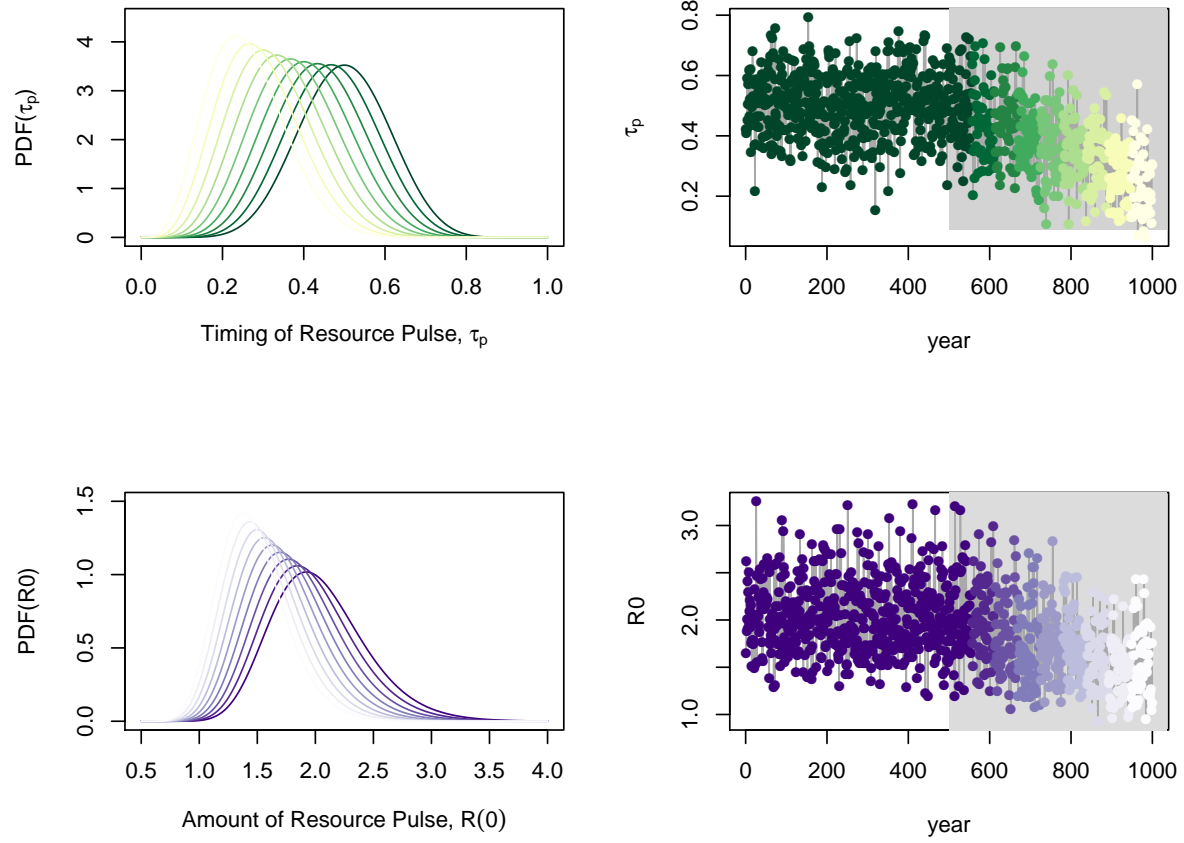 PDF(τp)
4
3
2
1
0
0.0 0.2 0.4 0.6 0.8 1.0
Timing of Resource Pulse, τp
τp
0.8
0.6
0.4
0.2
0 200 400 600 800 1000
year
PDF(R0)
1.5
1.0
0.5
0.0
0.5 1.0 1.5 2.0 2.5 3.0 3.5 4.0
Amount of Resource Pulse, R(0)
R0
3.0
2.0
1.0
0 200 400 600 800 1000
year